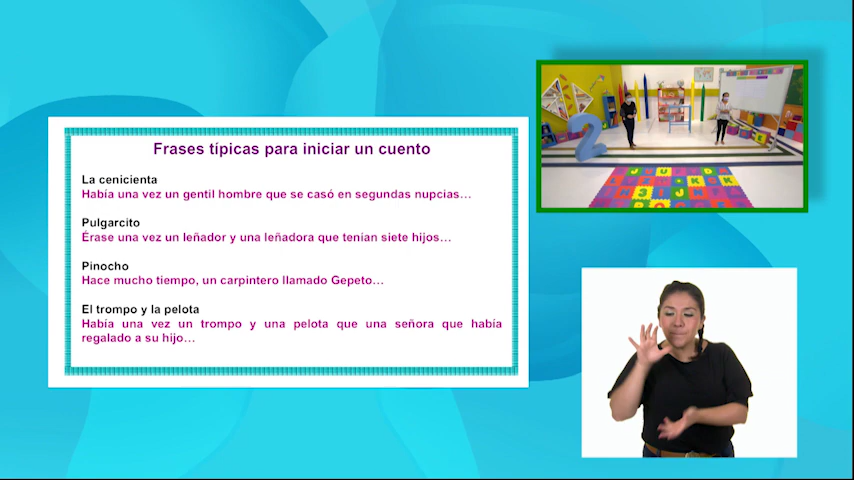 Frases típicas para iniciar un cuento
La cenicienta
Había una vez un gentil hombre que se casó en segundas nupcias…
Pulgarcito
Érase una vez un leñador y una leñadora que tenían siete hijos…
Pinocho
Hace mucho tiempo, un carpintero llamado Gepeto…
El trompo y la pelota
Había una vez un trompo y una pelota que una señora que había
regalado a su hijo…
2